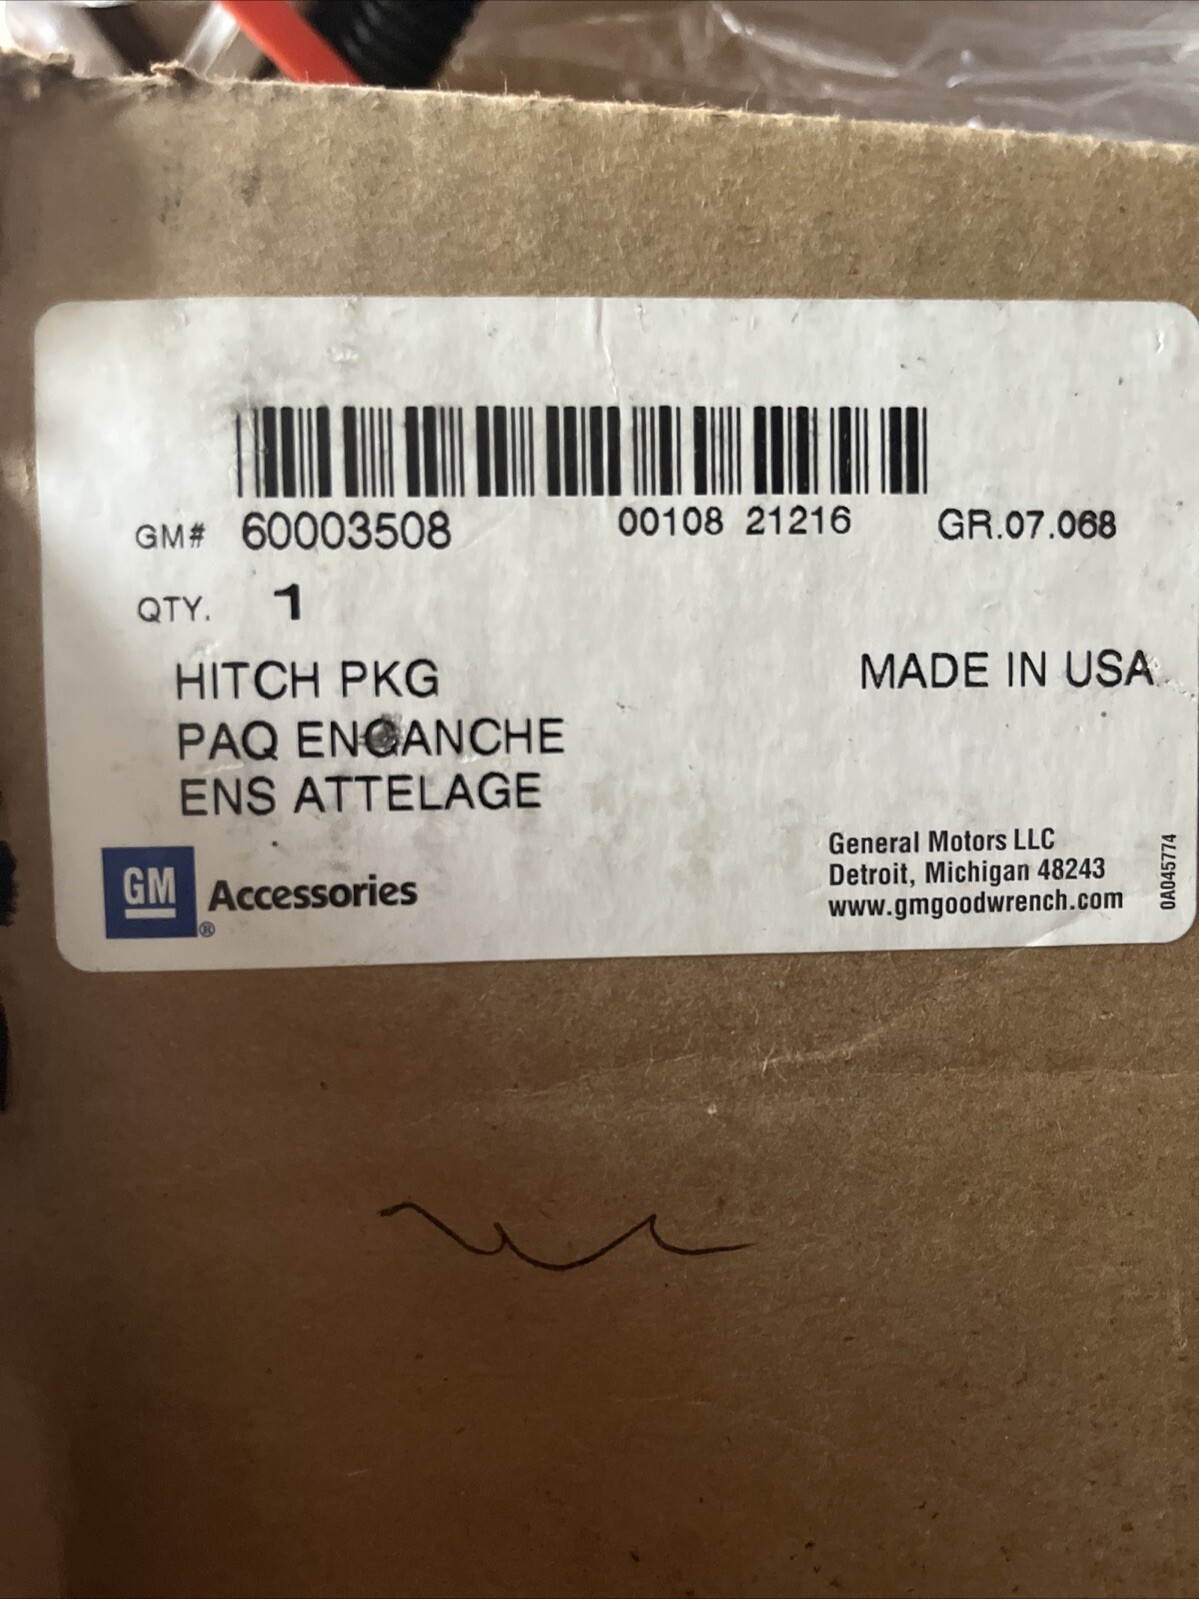 GM# 60003508 00108 21216 GR.07.068
QTY. 1
HITCH PKG
MADE IN USA
PAQ ENGANCHE
ENS ATTELAGE
GM ® Accessories
General Motors LLC
Detroit, Michigan 48243
www.gmgoodwrench.com
0A045774